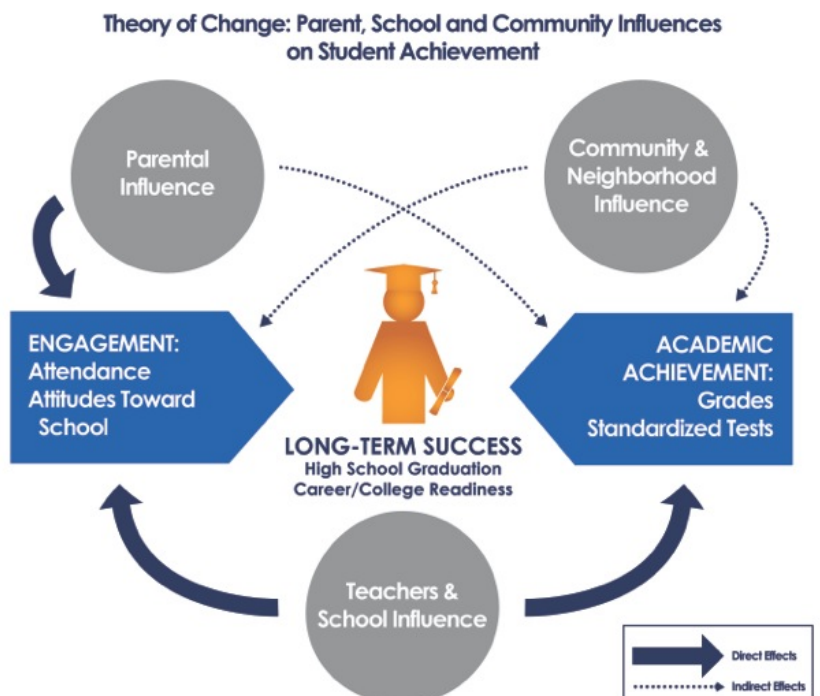 Theory of Change: Parent, School and Community Influences
on Student Achievement
Parental
Influence
Community &
Neighborhood
Influence
ENGAGEMENT:
Attendance
Attitudes Toward
School
ACADEMIC
ACHIEVEMENT:
Grades
Standardized Tests
LONG-TERM SUCCESS
High School Graduation
Career/College Readiness
Teachers &
School Influence
Direct Effects
Indirect Effects